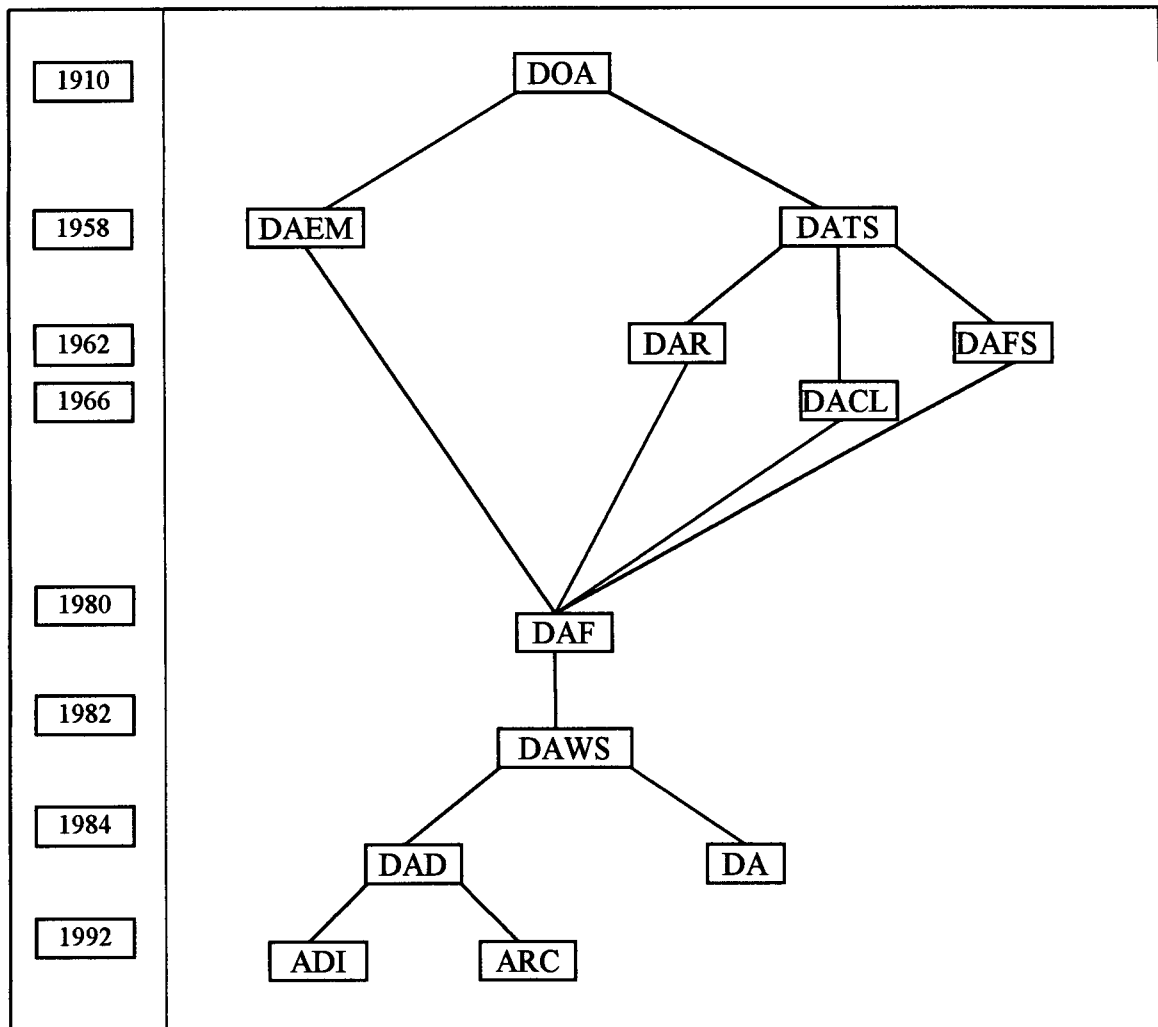 1910
DOA
1958
DAEM
DATS
1962
DAR
DAFS
1966
DACL
1980
DAF
1982
DAWS
1984
DAD
DA
1992
ADI
ARC